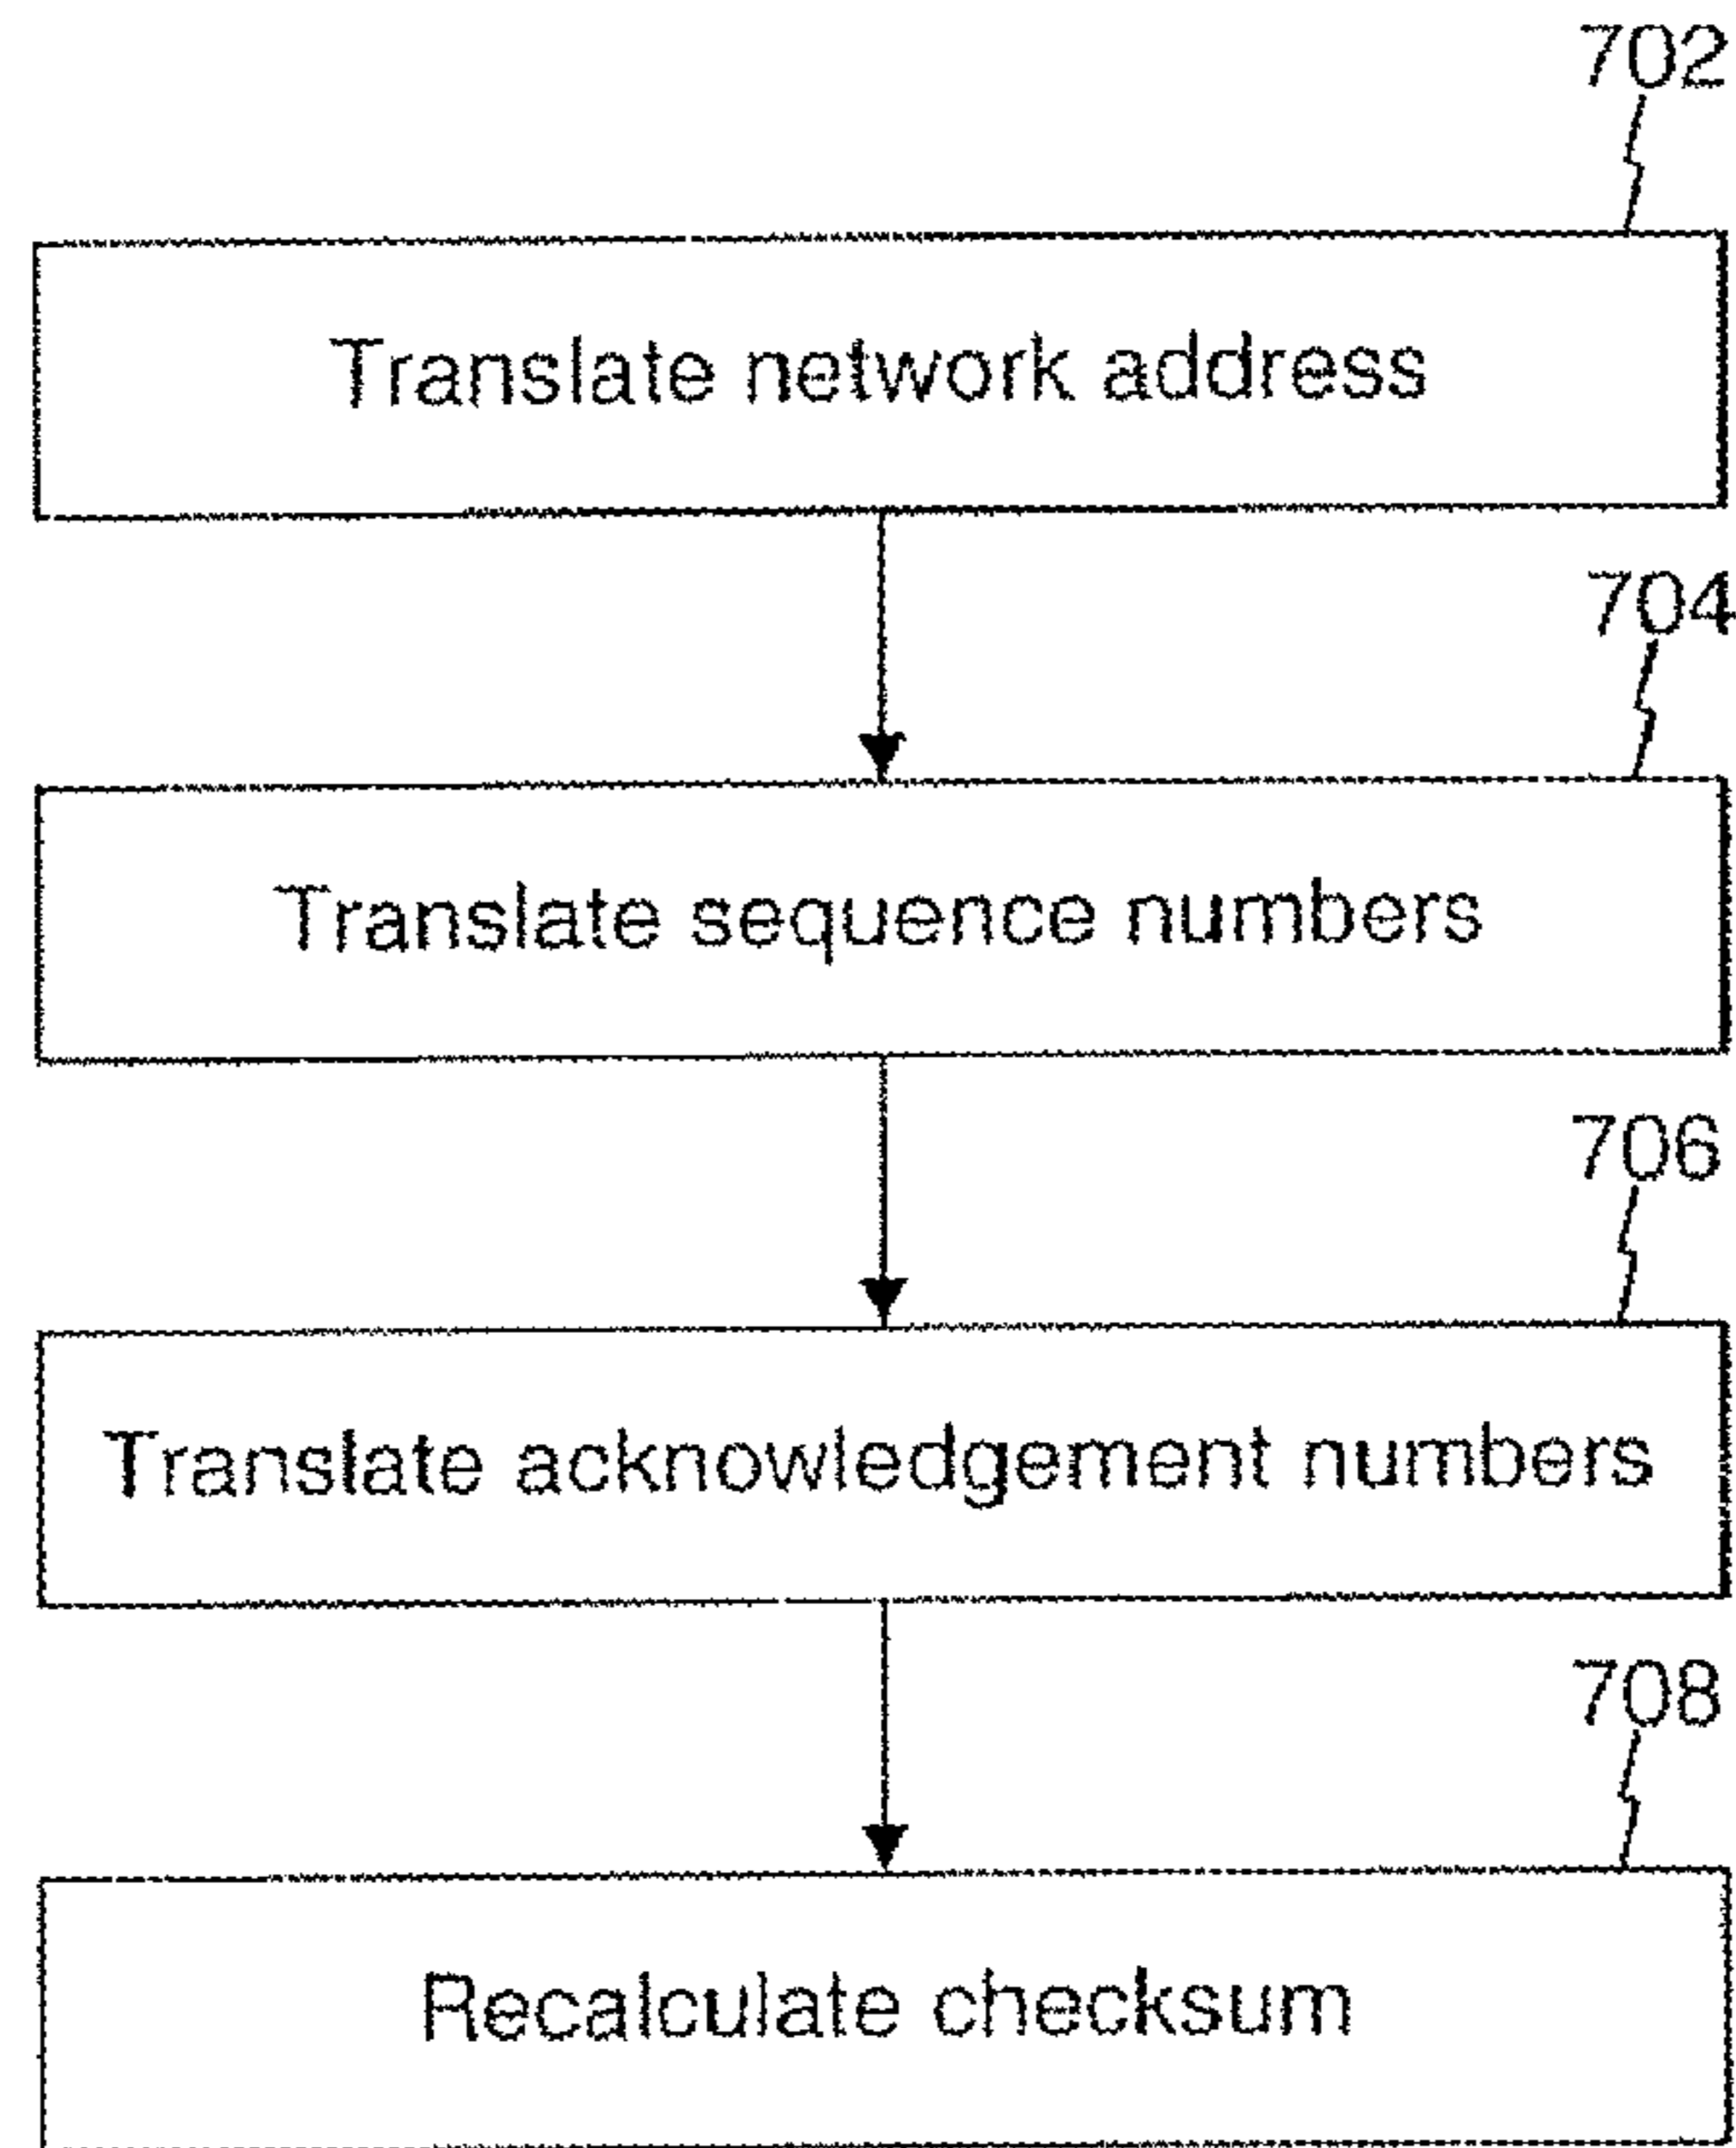 702
Translate network address
704
Translate sequence numbers
706
Translate acknowledgement numbers
708
Recalculate checksum